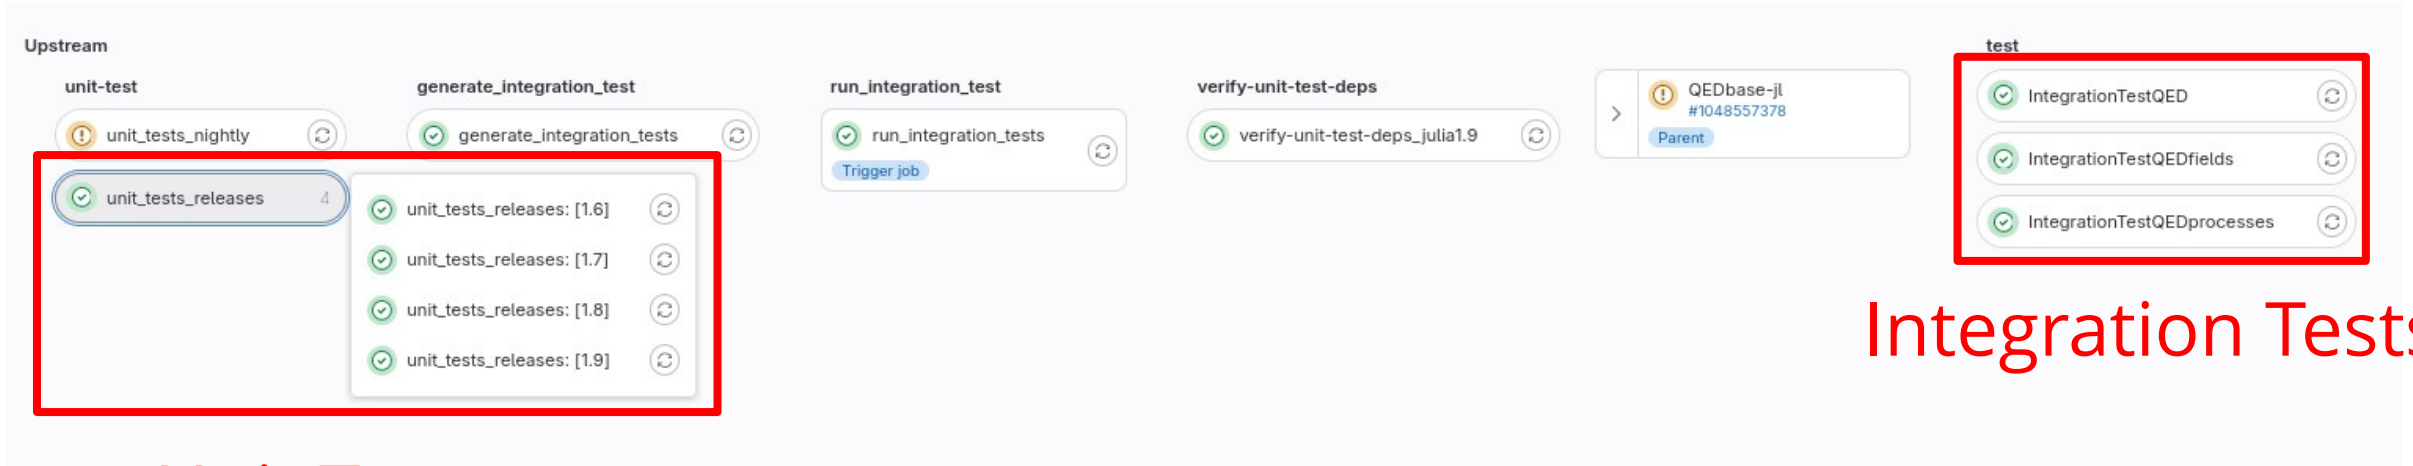 Upstream
unit-test
unit_tests_nightly
unit_tests_releases 4
unit_tests_releases: [1.6]
unit_tests_releases: [1.7]
unit_tests_releases: [1.8]
unit_tests_releases: [1.9]
generate_integration_test
generate_integration_tests
run_integration_test
run_integration_tests
Trigger job
verify-unit-test-deps
verify-unit-test-deps_julia1.9
QEDbase-jl
#1048557378
Parent
test
IntegrationTestQED
IntegrationTestQEDfields
IntegrationTestQEDprocesses
Integration Tests